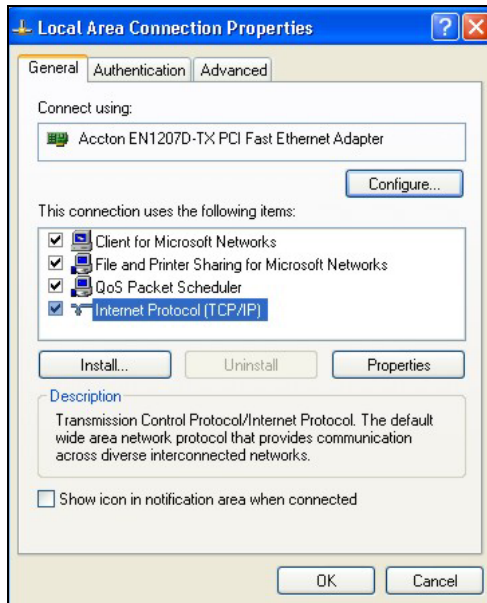 Local Area Connection Properties
General Authentication Advanced
Connect using:
Accton EN1207D-TX PCI Fast Ethernet Adapter
Configure...
This connection uses the following items:
Client for Microsoft Networks
File and Printer Sharing for Microsoft Networks
QoS Packet Scheduler
Internet Protocol (TCP/IP)
Install... Uninstall Properties
Description
Transmission Control Protocol/Internet Protocol. The default
wide area network protocol that provides communication
across diverse interconnected networks.
Show icon in notification area when connected
OK Cancel